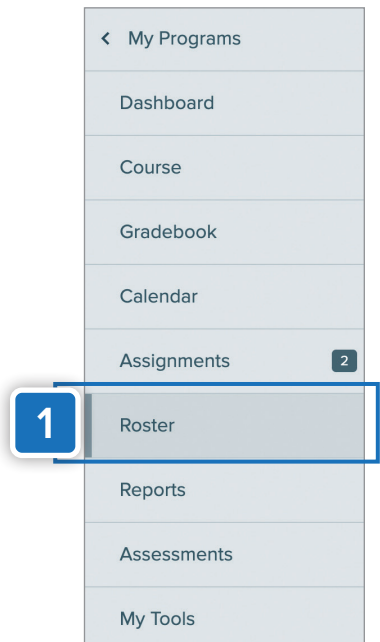 < My Programs
Dashboard
Course
Gradebook
Calendar
Assignments 2
1 Roster
Reports
Assessments
My Tools